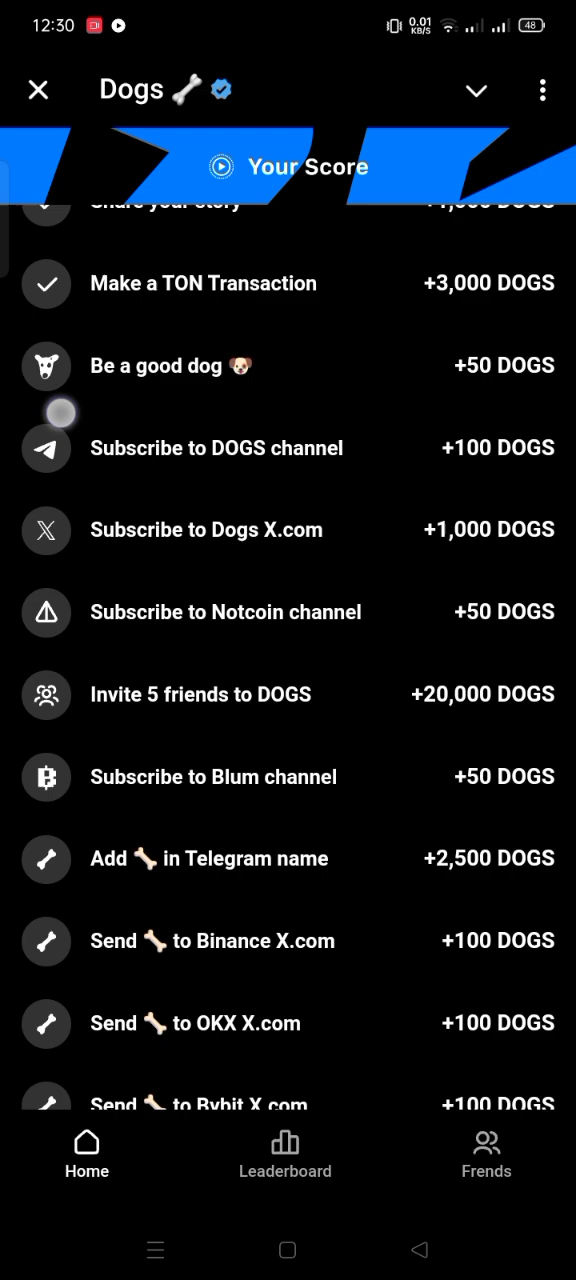 12:30
0.01 KB/S
48
Dogs 🦴
Your Score
Share your story
Make a TON Transaction +3,000 DOGS
Be a good dog 🐶 +50 DOGS
Subscribe to DOGS channel +100 DOGS
Subscribe to Dogs X.com +1,000 DOGS
Subscribe to Notcoin channel +50 DOGS
Invite 5 friends to DOGS +20,000 DOGS
Subscribe to Blum channel +50 DOGS
Add 🦴 in Telegram name +2,500 DOGS
Send 🦴 to Binance X.com +100 DOGS
Send 🦴 to OKX X.com +100 DOGS
Send 🦴 to Bybit X.com +100 DOGS
Home Leaderboard Frends